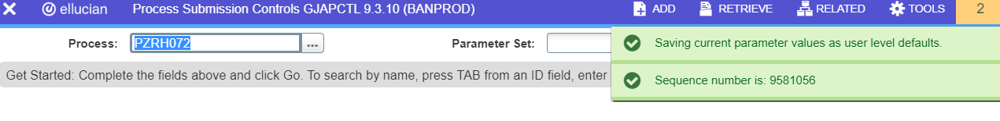 ellucian Process Submission Controls GJAPCTL 9.3.10 (BANPROD) ADD RETRIEVE RELATED TOOLS 2
Process: PZRH072 ... Parameter Set:
Saving current parameter values as user level defaults.
Get Started: Complete the fields above and click Go. To search by name, press TAB from an ID field, enter
Sequence number is: 9581056